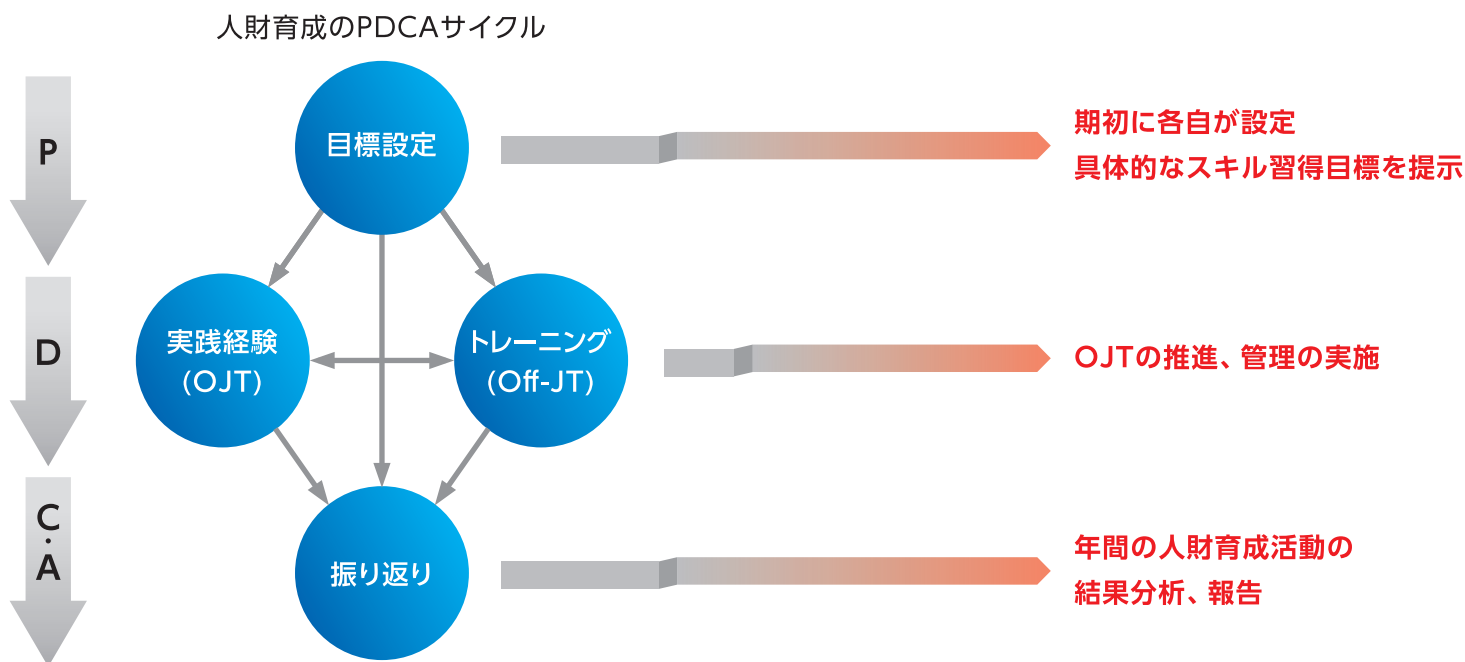 人財育成のPDCAサイクル
P
目標設定
期初に各自が設定
具体的なスキル習得目標を提示
D
実践経験
(OJT)
トレーニング
(Off-JT)
OJTの推進、管理の実施
C
・
A
振り返り
年間の人財育成活動の
結果分析、報告